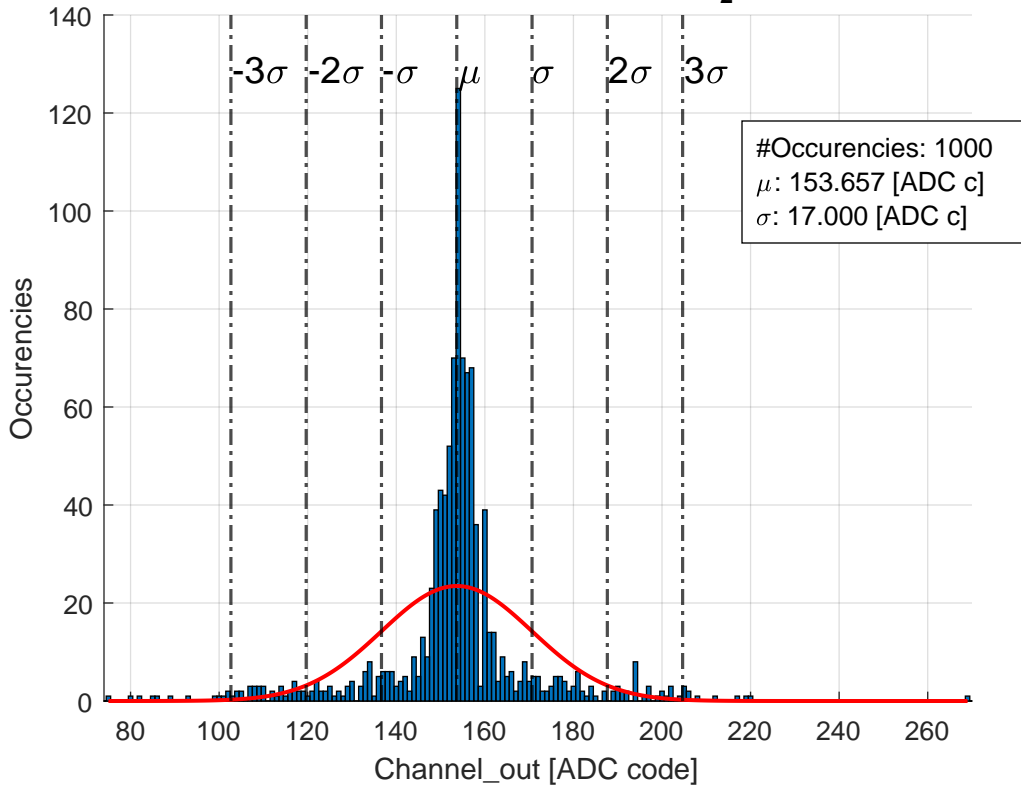 2
140
120
100
80
60
40
20
0
-3σ -2σ -σ μ σ 2σ 3σ
#Occurencies: 1000
μ: 153.657 [ADC c]
σ: 17.000 [ADC c]
Occurencies
80 100 120 140 160 180 200 220 240 260
Channel_out [ADC code]